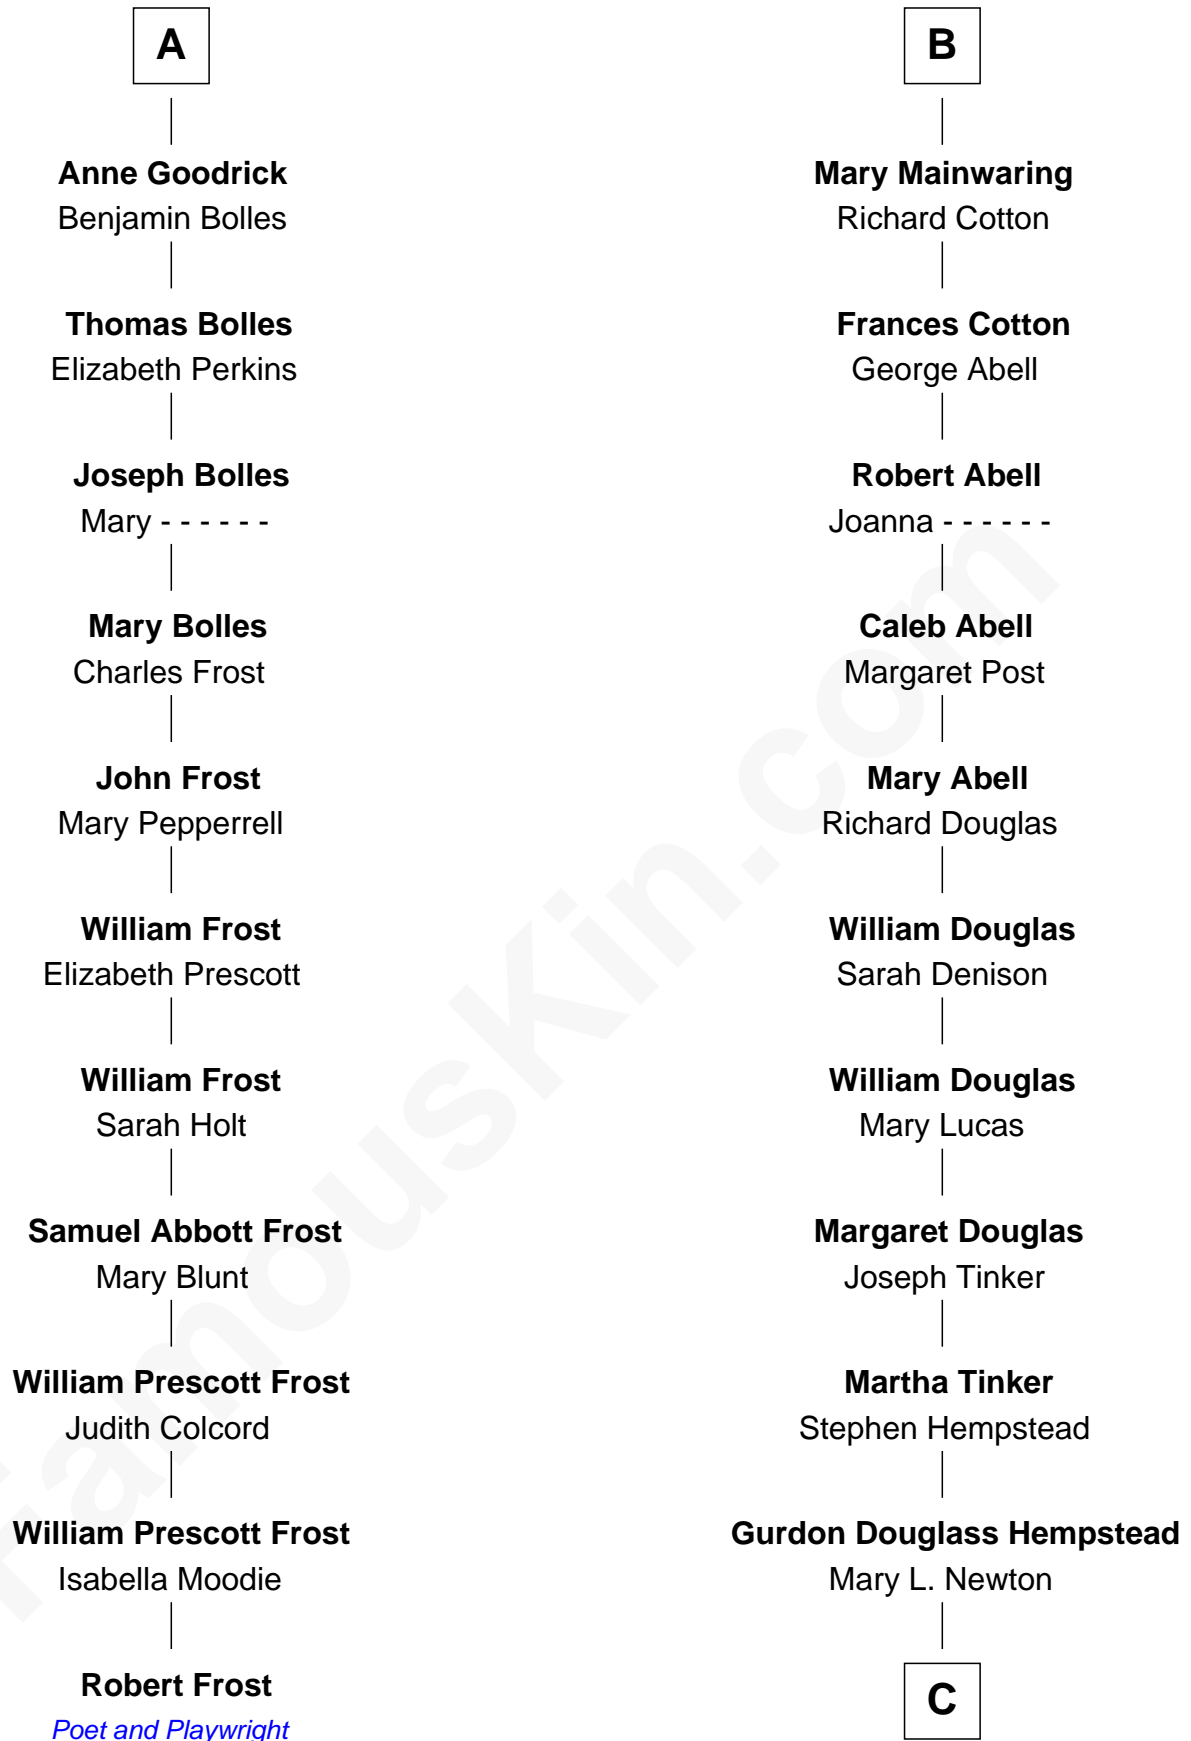 A
Anne Goodrick
Benjamin Bolles
Thomas Bolles
Elizabeth Perkins
Joseph Bolles
Mary - - - - - -
Mary Bolles
Charles Frost
John Frost
Mary Pepperrell
William Frost
Elizabeth Prescott
William Frost
Sarah Holt
Samuel Abbott Frost
Mary Blunt
William Prescott Frost
Judith Colcord
William Prescott Frost
Isabella Moodie
Robert Frost
Poet and Playwright
B
Mary Mainwaring
Richard Cotton
Frances Cotton
George Abell
Robert Abell
Joanna - - - - - -
Caleb Abell
Margaret Post
Mary Abell
Richard Douglas
William Douglas
Sarah Denison
William Douglas
Mary Lucas
Margaret Douglas
Joseph Tinker
Martha Tinker
Stephen Hempstead
Gurdon Douglass Hempstead
Mary L. Newton
C
FamousKin.com